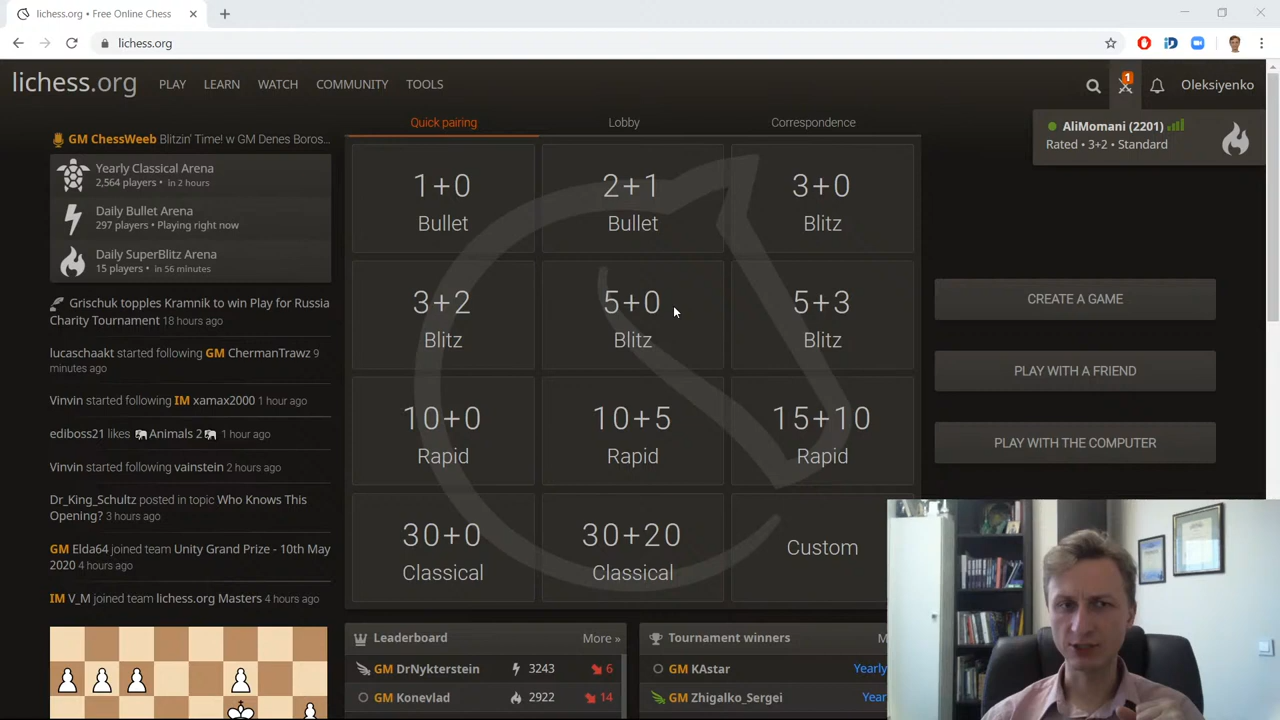 lichess.org • Free Online Chess
lichess.org
lichess.org PLAY LEARN WATCH COMMUNITY TOOLS
1
Oleksiyenko
AliMomani (2201)
Rated • 3+2 • Standard
GM ChessWeeb Blitzin' Time! w GM Denes Boros...
Yearly Classical Arena
2,564 players • in 2 hours
Daily Bullet Arena
297 players • Playing right now
Daily SuperBlitz Arena
15 players • in 56 minutes
Grischuk topples Kramnik to win Play for Russia
Charity Tournament 18 hours ago
lucaschaakt started following GM ChermanTrawz 9
minutes ago
Vinvin started following IM xamax2000 1 hour ago
ediboss21 likes Animals 2 1 hour ago
Vinvin started following vainstein 2 hours ago
Dr_King_Schultz posted in topic Who Knows This
Opening? 3 hours ago
GM Elda64 joined team Unity Grand Prize - 10th May
2020 4 hours ago
IM V_M joined team lichess.org Masters 4 hours ago
Quick pairing Lobby Correspondence
1+0 2+1 3+0
Bullet Bullet Blitz
3+2 5+0 5+3
Blitz Blitz Blitz
10+0 10+5 15+10
Rapid Rapid Rapid
30+0 30+20 Custom
Classical Classical
CREATE A GAME
PLAY WITH A FRIEND
PLAY WITH THE COMPUTER
Leaderboard More »
GM DrNykterstein 3243 6
GM Konevlad 2922 14
Tournament winners M
GM KAstar Yearly
GM Zhigalko_Sergei Year